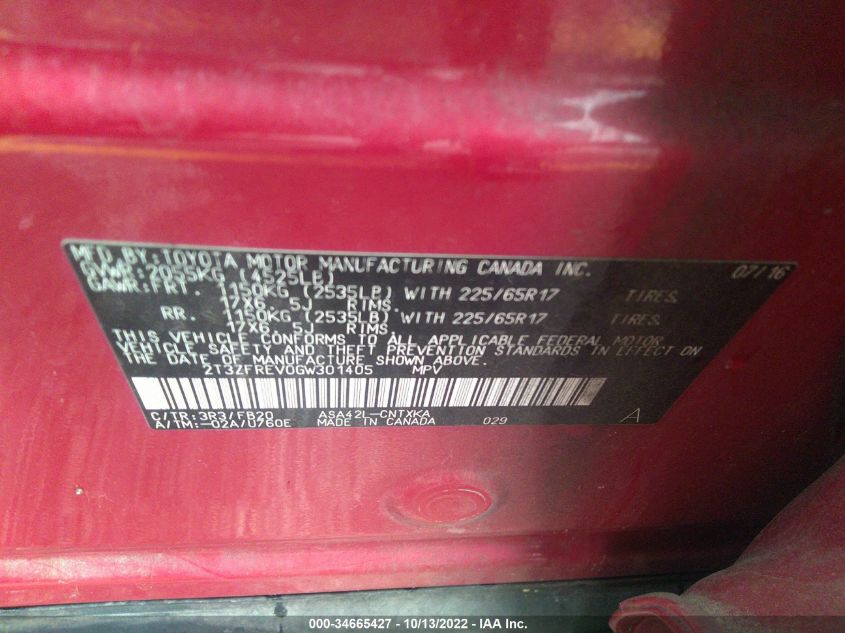 MFD BY:TOYOTA MOTOR MANUFACTURING CANADA INC. 07/16
GVWR:2055KG (4525LB)
GAWR:FRT. 1150KG (2535LB) WITH 225/65R17 TIRES,
17X6. 5J RIMS
RR. 1150KG (2535LB) WITH 225/65R17 TIRES,
17X6. 5J RIMS
THIS VEHICLE CONFORMS TO ALL APPLICABLE FEDERAL MOTOR
VEHICLE SAFETY AND THEFT PREVENTION STANDARDS IN EFFECT ON
THE DATE OF MANUFACTURE SHOWN ABOVE.
2T3ZFREV0GW301405 MPV
C/TR:3R3/FB20 ASA42L-CNTXKA 029 A
A/TM:-02A/U760E MADE IN CANADA
000-34665427 - 10/13/2022 - IAA Inc.